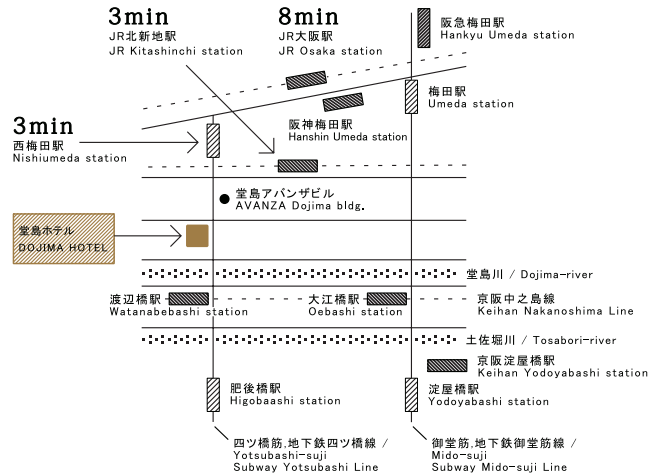 3min
JR北新地駅
JR Kitashinchi station
8min
JR大阪駅
JR Osaka station
阪急梅田駅
Hankyu Umeda station
梅田駅
Umeda station
3min
西梅田駅
Nishiumeda station
阪神梅田駅
Hanshin Umeda station
堂島アバンザビル
AVANZA Dojima bldg.
堂島ホテル
DOJIMA HOTEL
堂島川 / Dojima-river
渡辺橋駅
Watanabebashi station
大江橋駅
Oebashi station
京阪中之島線
Keihan Nakanoshima Line
土佐堀川 / Tosabori-river
京阪淀屋橋駅
Keihan Yodoyabashi station
肥後橋駅
Higobaashi station
淀屋橋駅
Yodoyabashi station
四ツ橋筋,地下鉄四ツ橋線 /
Yotsubashi-suji
Subway Yotsubashi Line
御堂筋,地下鉄御堂筋線 /
Mido-suji
Subway Mido-suji Line